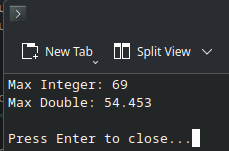 New Tab
Split View
Max Integer: 69
Max Double: 54.453
Press Enter to close...